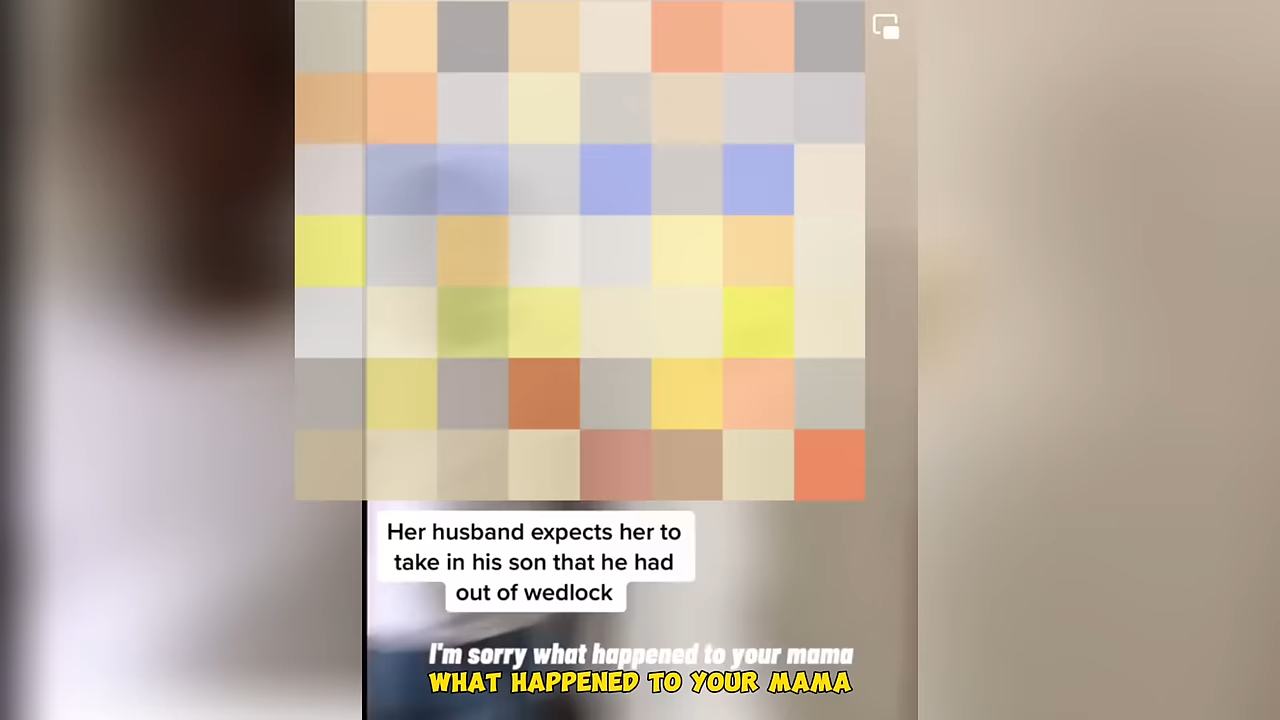 Her husband expects her to
take in his son that he had
out of wedlock
I'm sorry what happened to your mama
WHAT HAPPENED TO YOUR MAMA